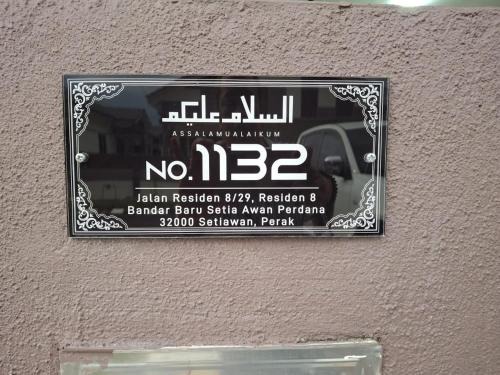 السلام عليكم
ASSALAMUALAIKUM
NO. 1132
Jalan Residen 8/29, Residen 8
Bandar Baru Setia Awan Perdana
32000 Setiawan, Perak